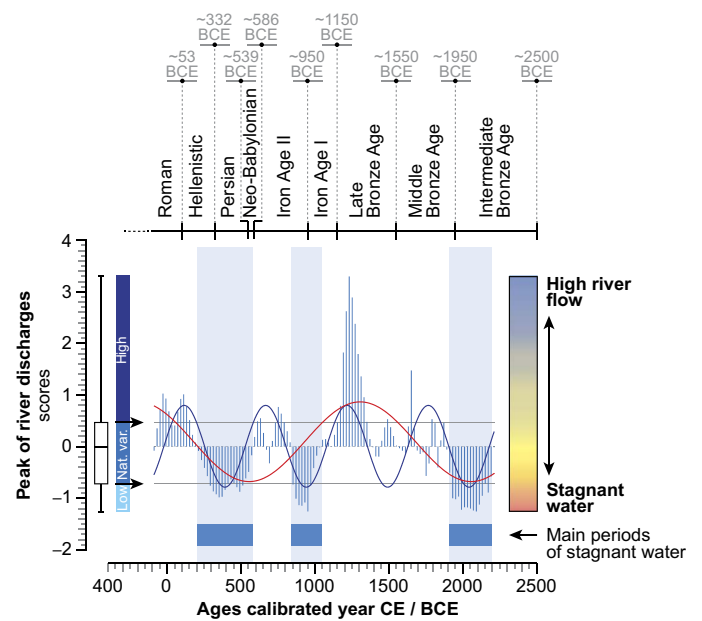 ~332
BCE
~586
BCE
~1150
BCE
~53
BCE
~539
BCE
~950
BCE
~1550
BCE
~1950
BCE
~2500
BCE
Roman
Hellenistic
Persian
Neo-Babylonian
Iron Age II
Iron Age I
Late
Bronze Age
Middle
Bronze Age
Intermediate
Bronze Age
Peak of river discharges
scores
4
3
2
1
0
−1
−2
High
Nat. var.
Low
High river
flow
Stagnant
water
Main periods
of stagnant water
400
0
500
1000
1500
2000
2500
Ages calibrated year CE / BCE